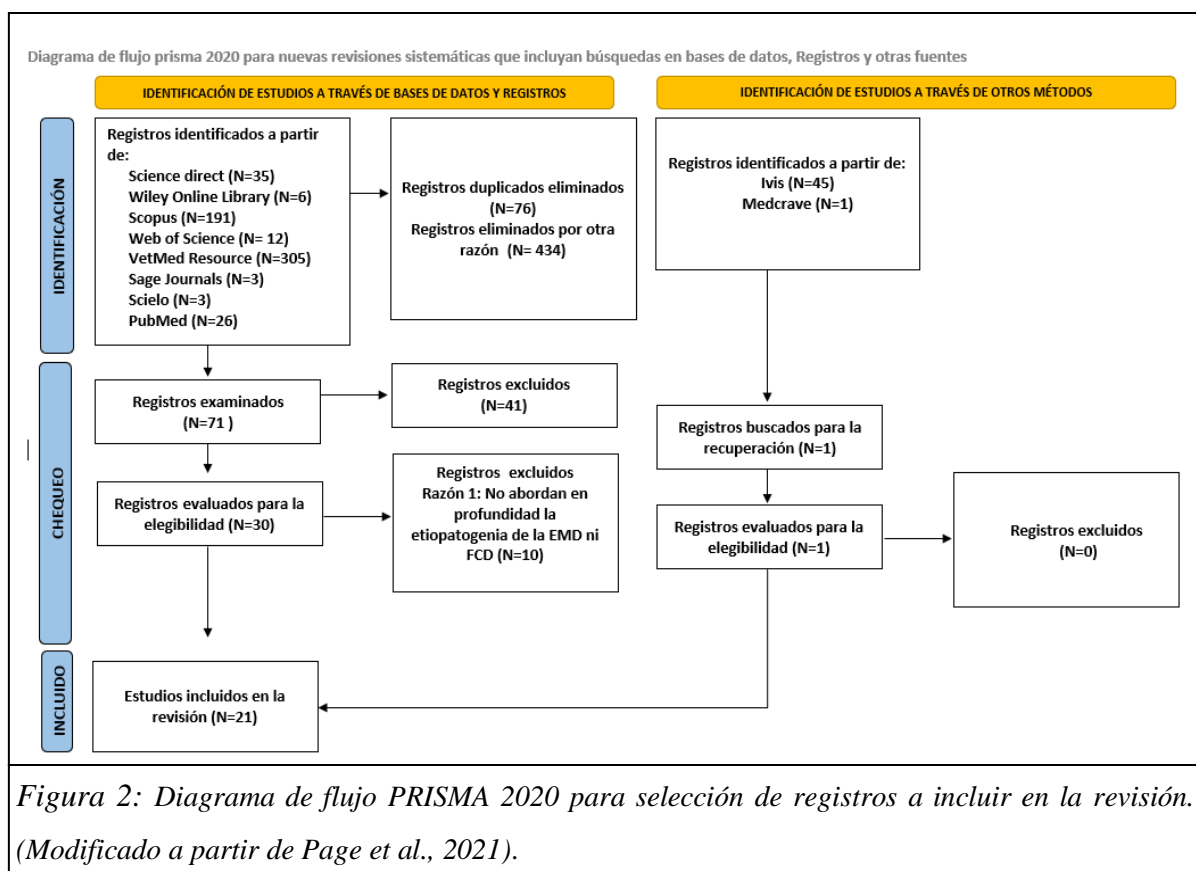 Diagrama de flujo prisma 2020 para nuevas revisiones sistemáticas que incluyan búsquedas en bases de datos, Registros y otras fuentes
IDENTIFICACIÓN DE ESTUDIOS A TRAVÉS DE BASES DE DATOS Y REGISTROS
IDENTIFICACIÓN DE ESTUDIOS A TRAVÉS DE OTROS MÉTODOS
IDENTIFICACIÓN
Registros identificados a partir
de:
Science direct (N=35)
Wiley Online Library (N=6)
Scopus (N=191)
Web of Science (N= 12)
VetMed Resource (N=305)
Sage Journals (N=3)
Scielo (N=3)
PubMed (N=26)
Registros duplicados eliminados
(N=76)
Registros eliminados por otra
razón (N= 434)
Registros identificados a partir de:
Ivis (N=45)
Medcrave (N=1)
CHEQUEO
Registros examinados
(N=71 )
Registros excluidos
(N=41)
Registros buscados para la
recuperación (N=1)
Registros evaluados para la
elegibilidad (N=30)
Registros excluidos
Razón 1: No abordan en
profundidad la
etiopatogenia de la EMD ni
FCD (N=10)
Registros evaluados para la
elegibilidad (N=1)
Registros excluidos
(N=0)
INCLUIDO
Estudios incluidos en la
revisión (N=21)
Figura 2: Diagrama de flujo PRISMA 2020 para selección de registros a incluir en la revisión.
(Modificado a partir de Page et al., 2021).